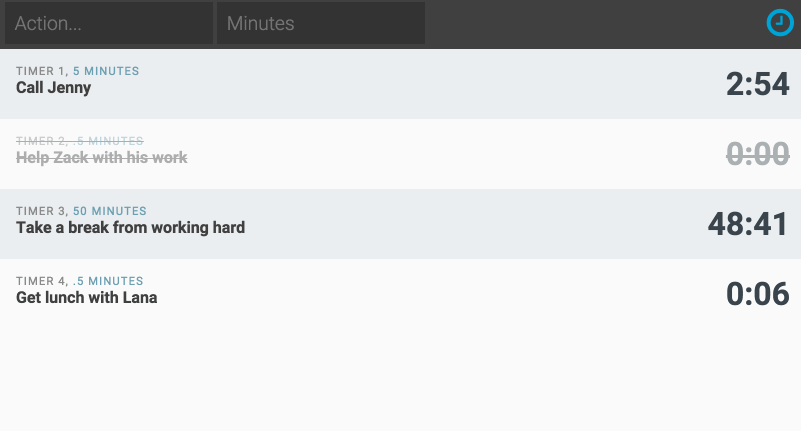 Action... Minutes
TIMER 1, 5 MINUTES
Call Jenny 2:54
TIMER 2, .5 MINUTES
Help Zack with his work 0:00
TIMER 3, 50 MINUTES
Take a break from working hard 48:41
TIMER 4, .5 MINUTES
Get lunch with Lana 0:06